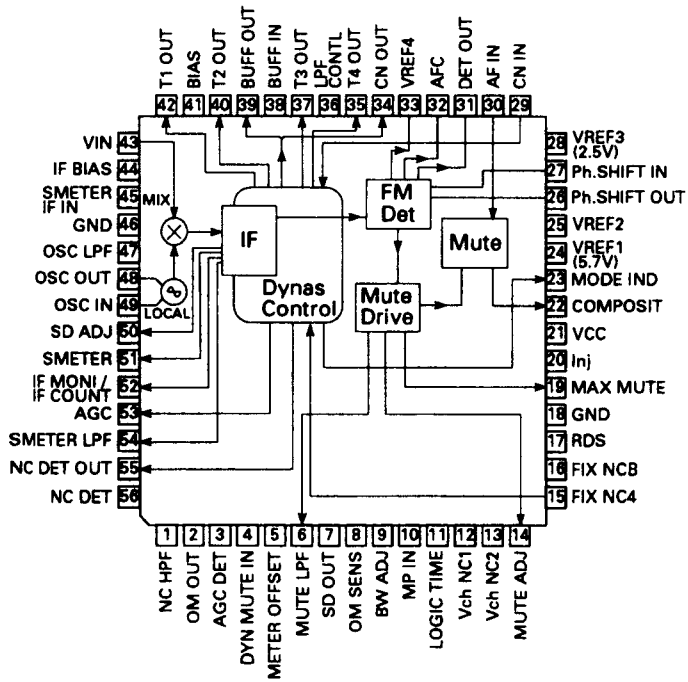 T1 OUT
BIAS
T2 OUT
BUFF OUT
BUFF IN
T3 OUT
LPF
CONTL
T4 OUT
CN OUT
VREF4
AFC
DET OUT
AF IN
CN IN
42 41 40 39 38 37 36 35 34 33 32 31 30 29
VIN 43
IF BIAS 44
SMETER
IF IN 45
GND 46
OSC LPF 47
OSC OUT 48
OSC IN 49
SD ADJ 50
SMETER 51
IF MONI /
IF COUNT 52
AGC 53
SMETER LPF 54
NC DET OUT 55
NC DET 56
MIX
LOCAL
IF
Dynas
Control
FM
Det
Mute
Mute
Drive
28 VREF3
(2.5V)
27 Ph.SHIFT IN
26 Ph.SHIFT OUT
25 VREF2
24 VREF1
(5.7V)
23 MODE IND
22 COMPOSIT
21 VCC
20 Inj
19 MAX MUTE
18 GND
17 RDS
16 FIX NCB
15 FIX NC4
1 2 3 4 5 6 7 8 9 10 11 12 13 14
NC HPF
OM OUT
AGC DET
DYN MUTE IN
METER OFFSET
MUTE LPF
SD OUT
OM SENS
BW ADJ
MP IN
LOGIC TIME
Vch NC1
Vch NC2
MUTE ADJ